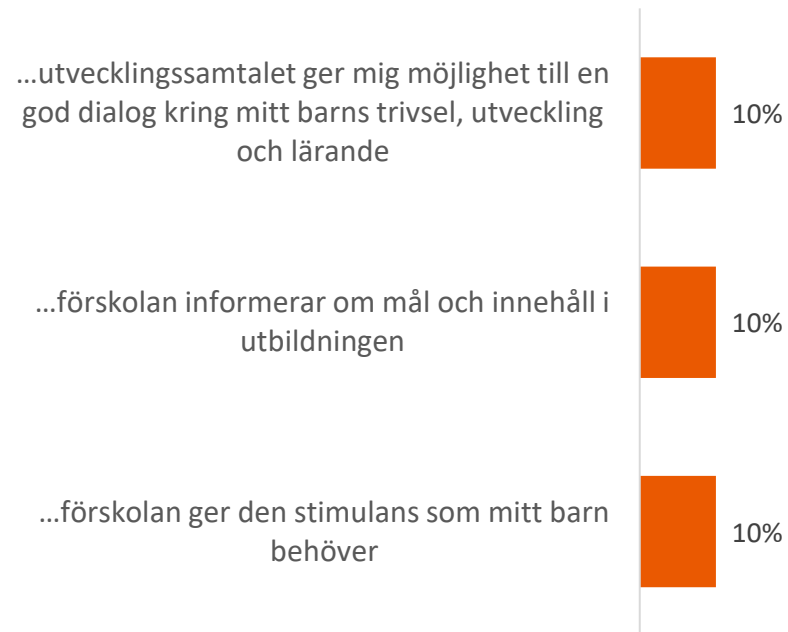 …utvecklingssamtalet ger mig möjlighet till en
god dialog kring mitt barns trivsel, utveckling
och lärande
10%
…förskolan informerar om mål och innehåll i
utbildningen
10%
…förskolan ger den stimulans som mitt barn
behöver
10%